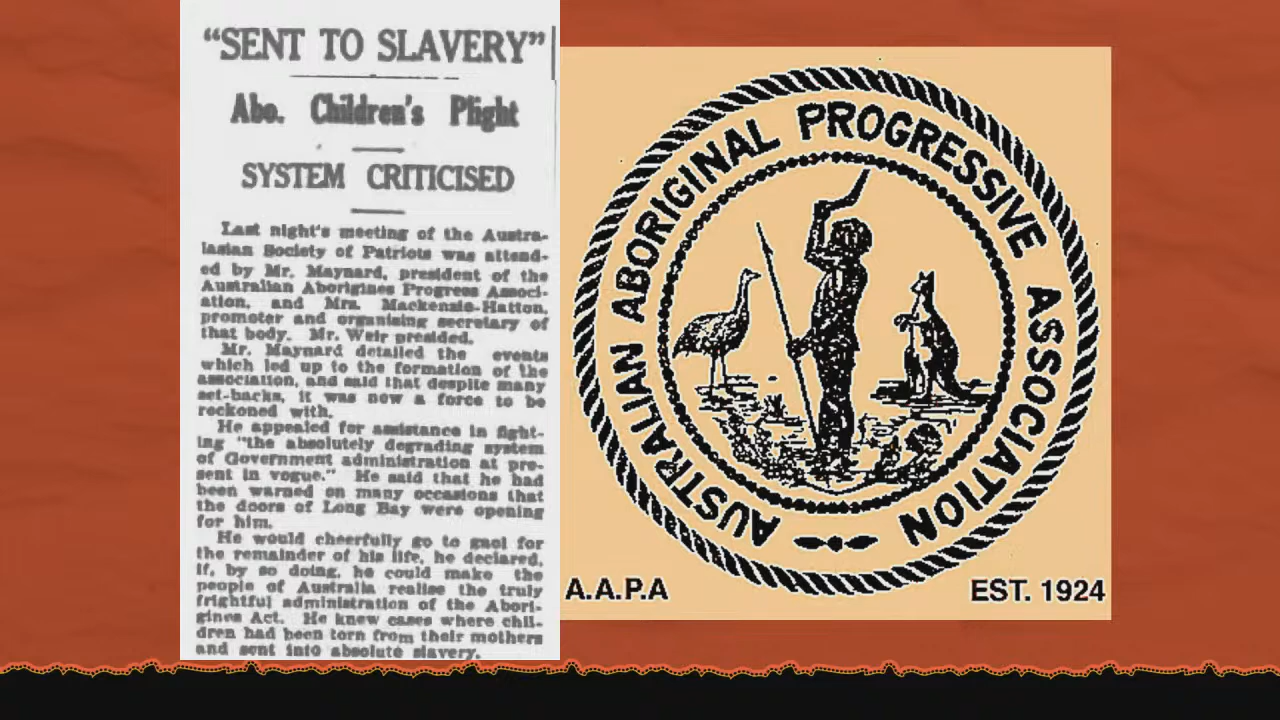 “SENT TO SLAVERY”
Abo. Children's Plight
SYSTEM CRITICISED
Last night's meeting of the Austra-
lasian Society of Patriots was attend-
ed by Mr. Maynard, president of the
Australian Aborigines Progress Associ-
ation, and Mrs. Mackenzie-Hatton,
promoter and organising secretary of
that body. Mr. Weir presided.
Mr. Maynard detailed the events
which led up to the formation of the
association, and said that despite many
set-backs, it was now a force to be
reckoned with.
He appealed for assistance in fight-
ing "the absolutely degrading system
of Government administration at pre-
sent in vogue." He said that he had
been warned on many occasions that
the doors of Long Bay were opening
for him.
He would cheerfully go to gaol for
the remainder of his life, he declared,
if, by so doing, he could make the
people of Australia realise the truly
frightful administration of the Abori-
gines Act. He knew cases where chil-
dren had been torn from their mothers
and sent into absolute slavery.
AUSTRALIAN ABORIGINAL PROGRESSIVE ASSOCIATION
A.A.P.A
EST. 1924